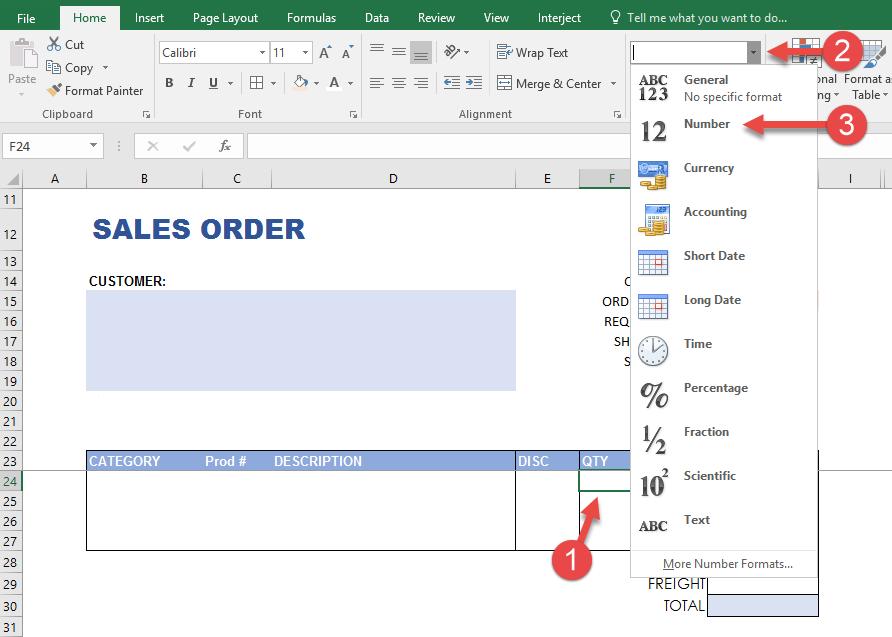 File Home Insert Page Layout Formulas Data Review View Interject Tell me what you want to do...
Paste
Cut
Copy
Format Painter
Clipboard
Calibri 11 A A
B I U A
Font
Wrap Text
Merge & Center
Alignment
2
onal Format a
ng Table
F24 fx
ABC
123
General
No specific format
12 Number
3
Currency
Accounting
Short Date
Long Date
Time
% Percentage
½ Fraction
10² Scientific
ABC Text
More Number Formats...
A B C D E F I
11
12 SALES ORDER
13
14 CUSTOMER:
15 ORD
16 REQ
17 SH
18 S
19
20
21
22
23 CATEGORY Prod # DESCRIPTION DISC QTY
24
25
26
27
1
28
29 FREIGHT
30 TOTAL
31